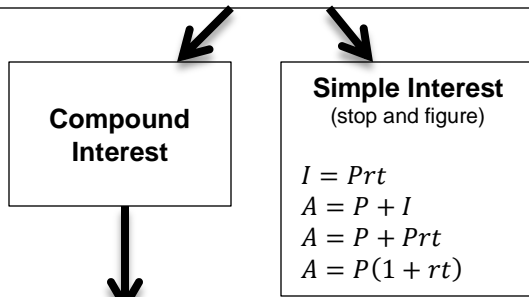 Compound
Interest
Simple Interest
(stop and figure)
𝐼 = 𝑃𝑟𝑡
𝐴 = 𝑃 + 𝐼
𝐴 = 𝑃 + 𝑃𝑟𝑡
𝐴 = 𝑃(1 + 𝑟𝑡)